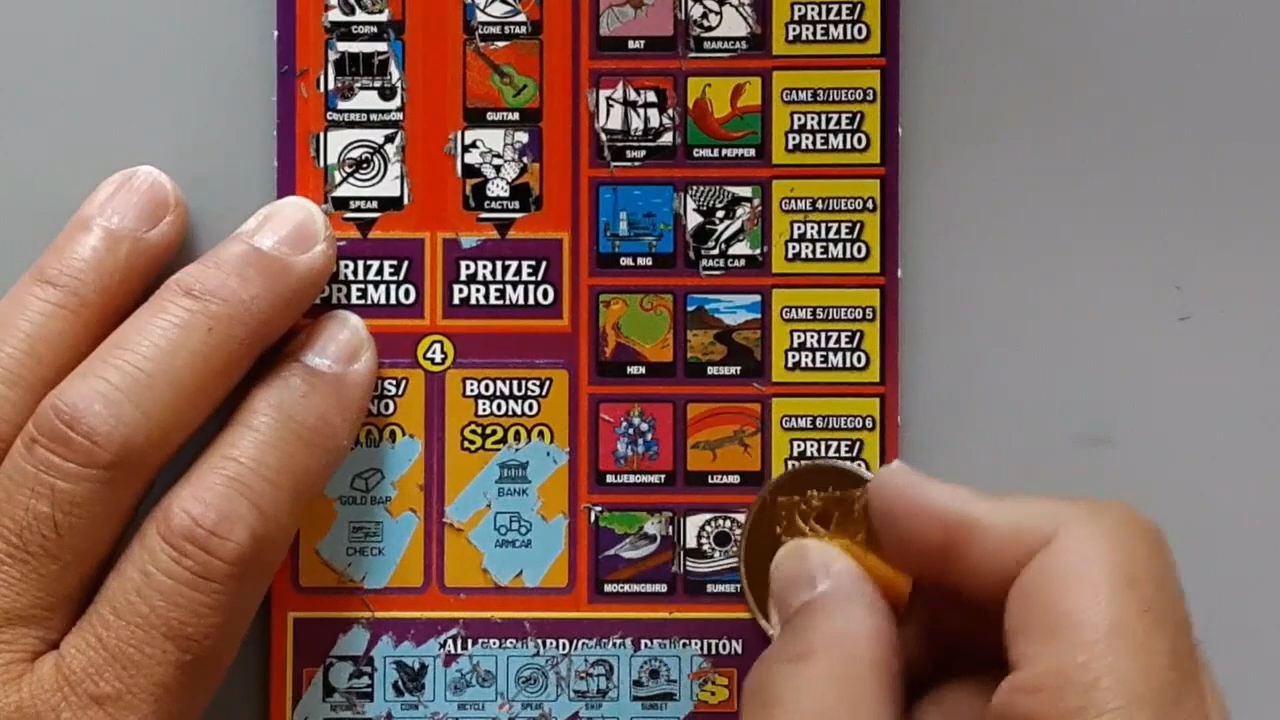 CORN
LONE STAR
COVERED WAGON
GUITAR
SPEAR
CACTUS
PRIZE/
PREMIO
PRIZE/
PREMIO
4
BONUS/
BONO
$200
GOLD BAR
CHECK
BANK
ARMCAR
BAT
MARACAS
PRIZE/
PREMIO
SHIP
CHILE PEPPER
GAME 3/JUEGO 3
PRIZE/
PREMIO
OIL RIG
RACE CAR
GAME 4/JUEGO 4
PRIZE/
PREMIO
HEN
DESERT
GAME 5/JUEGO 5
PRIZE/
PREMIO
BLUEBONNET
LIZARD
GAME 6/JUEGO 6
PRIZE/
MOCKINGBIRD
SUNSET
CORN
BICYCLE
SPEAR
SHIP
SUNSET
$